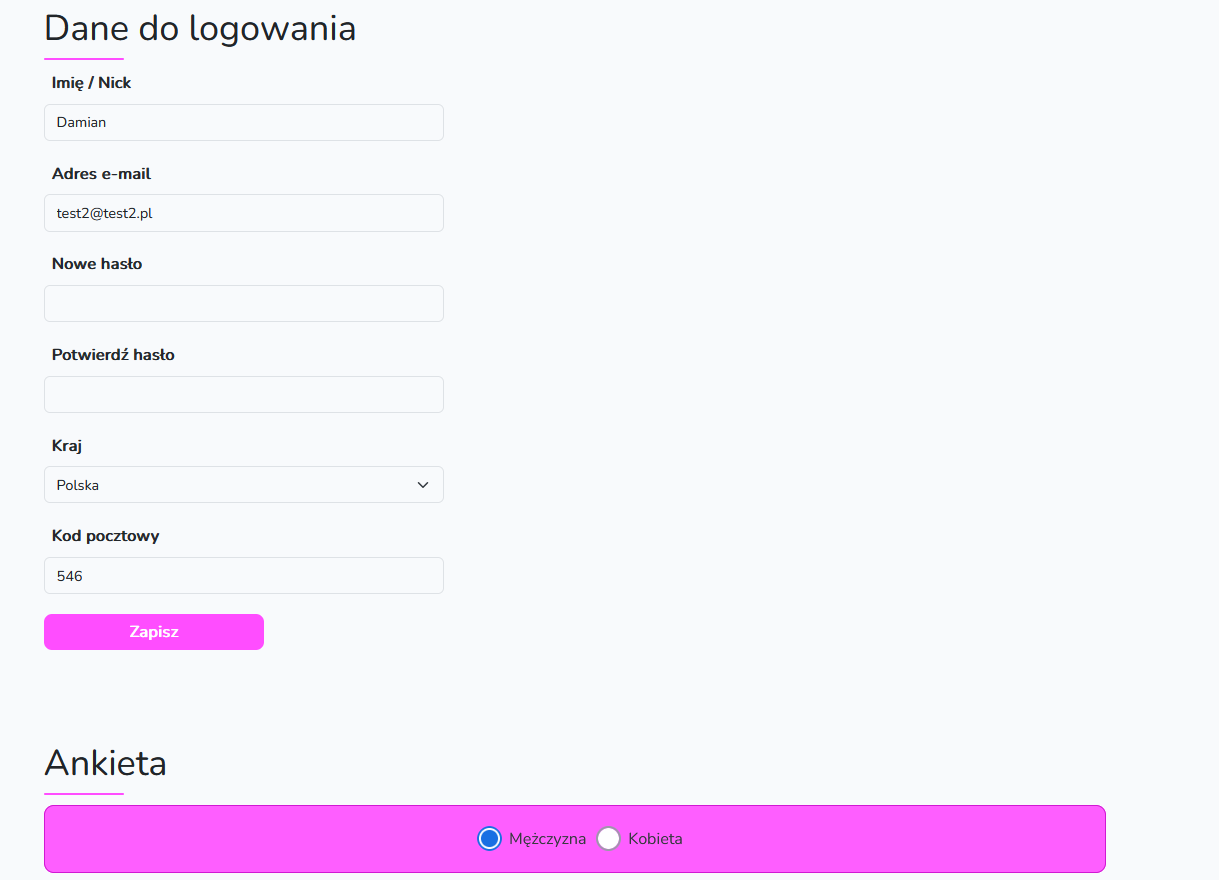 Dane do logowania
Imię / Nick
Damian
Adres e-mail
test2@test2.pl
Nowe hasło
Potwierdź hasło
Kraj
Polska
Kod pocztowy
546
Zapisz
Ankieta
Mężczyzna Kobieta